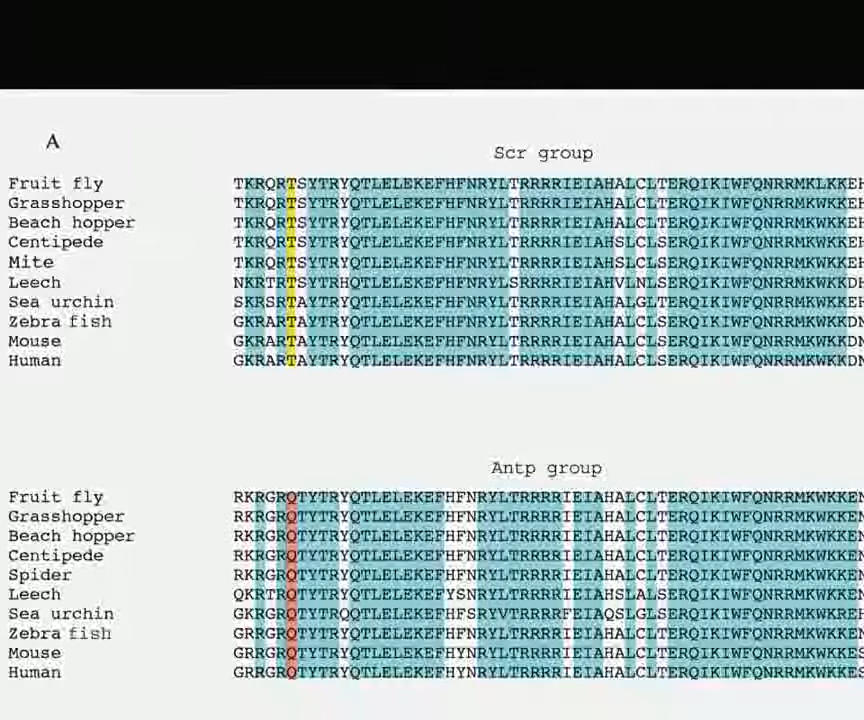 A
Scr group
Fruit fly TKRQRTSYTRYQTLELEKEFHFNRYLTRRRRIEIAHALCLTERQIKIWFQNRRMKLKKEH
Grasshopper TKRQRTSYTRYQTLELEKEFHFNRYLTRRRRIEIAHALCLTERQIKIWFQNRRMKWKKEH
Beach hopper TKRQRTSYTRYQTLELEKEFHFNRYLTRRRRIEIAHALCLTERQIKIWFQNRRMKWKKEH
Centipede TKRQRTSYTRYQTLELEKEFHFNRYLTRRRRIEIAHSLCLSERQIKIWFQNRRMKWKKEH
Mite TKRQRTSYTRYQTLELEKEFHFNRYLTRRRRIEIAHSLCLSERQIKIWFQNRRMKWKKEH
Leech NKRTRTSYTRHQTLELEKEFHFNRYLSRRRRIEIAHVLNLSERQIKIWFQNRRMKWKKDH
Sea urchin SKRSRTAYTRYQTLELEKEFHFNRYLTRRRRIEIAHALGLTERQIKIWFQNRRMKWKKEH
Zebra fish GKRARTAYTRYQTLELEKEFHFNRYLTRRRRIEIAHALCLSERQIKIWFQNRRMKWKKDN
Mouse GKRARTAYTRYQTLELEKEFHFNRYLTRRRRIEIAHALCLSERQIKIWFQNRRMKWKKDN
Human GKRARTAYTRYQTLELEKEFHFNRYLTRRRRIEIAHALCLSERQIKIWFQNRRMKWKKDN
Antp group
Fruit fly RKRGRQTYTRYQTLELEKEFHFNRYLTRRRRIEIAHALCLTERQIKIWFQNRRMKWKKEN
Grasshopper RKRGRQTYTRYQTLELEKEFHFNRYLTRRRRIEIAHALCLTERQIKIWFQNRRMKWKKEN
Beach hopper RKRGRQTYTRYQTLELEKEFHFNRYLTRRRRIEIAHALCLTERQIKIWFQNRRMKWKKEN
Centipede RKRGRQTYTRYQTLELEKEFHFNRYLTRRRRIEIAHALCLTERQIKIWFQNRRMKWKKEN
Spider RKRGRQTYTRYQTLELEKEFHFNRYLTRRRRIEIAHALCLTERQIKIWFQNRRMKWKKEN
Leech QKRTRQTYTRYQTLELEKEFYSNRYLTRRRRIEIAHSLALSERQIKIWFQNRRMKWKKEN
Sea urchin GKRGRQTYTRQQTLELEKEFHFSRYVTRRRRFEIAQSLGLSERQIKIWFQNRRMKWKREH
Zebra fish GRRGRQTYTRYQTLELEKEFHFNRYLTRRRRIEIAHALCLTERQIKIWFQNRRMKWKKEN
Mouse GRRGRQTYTRYQTLELEKEFHYNRYLTRRRRIEIAHALCLTERQIKIWFQNRRMKWKKES
Human GRRGRQTYTRYQTLELEKEFHYNRYLTRRRRIEIAHALCLTERQIKIWFQNRRMKWKKES